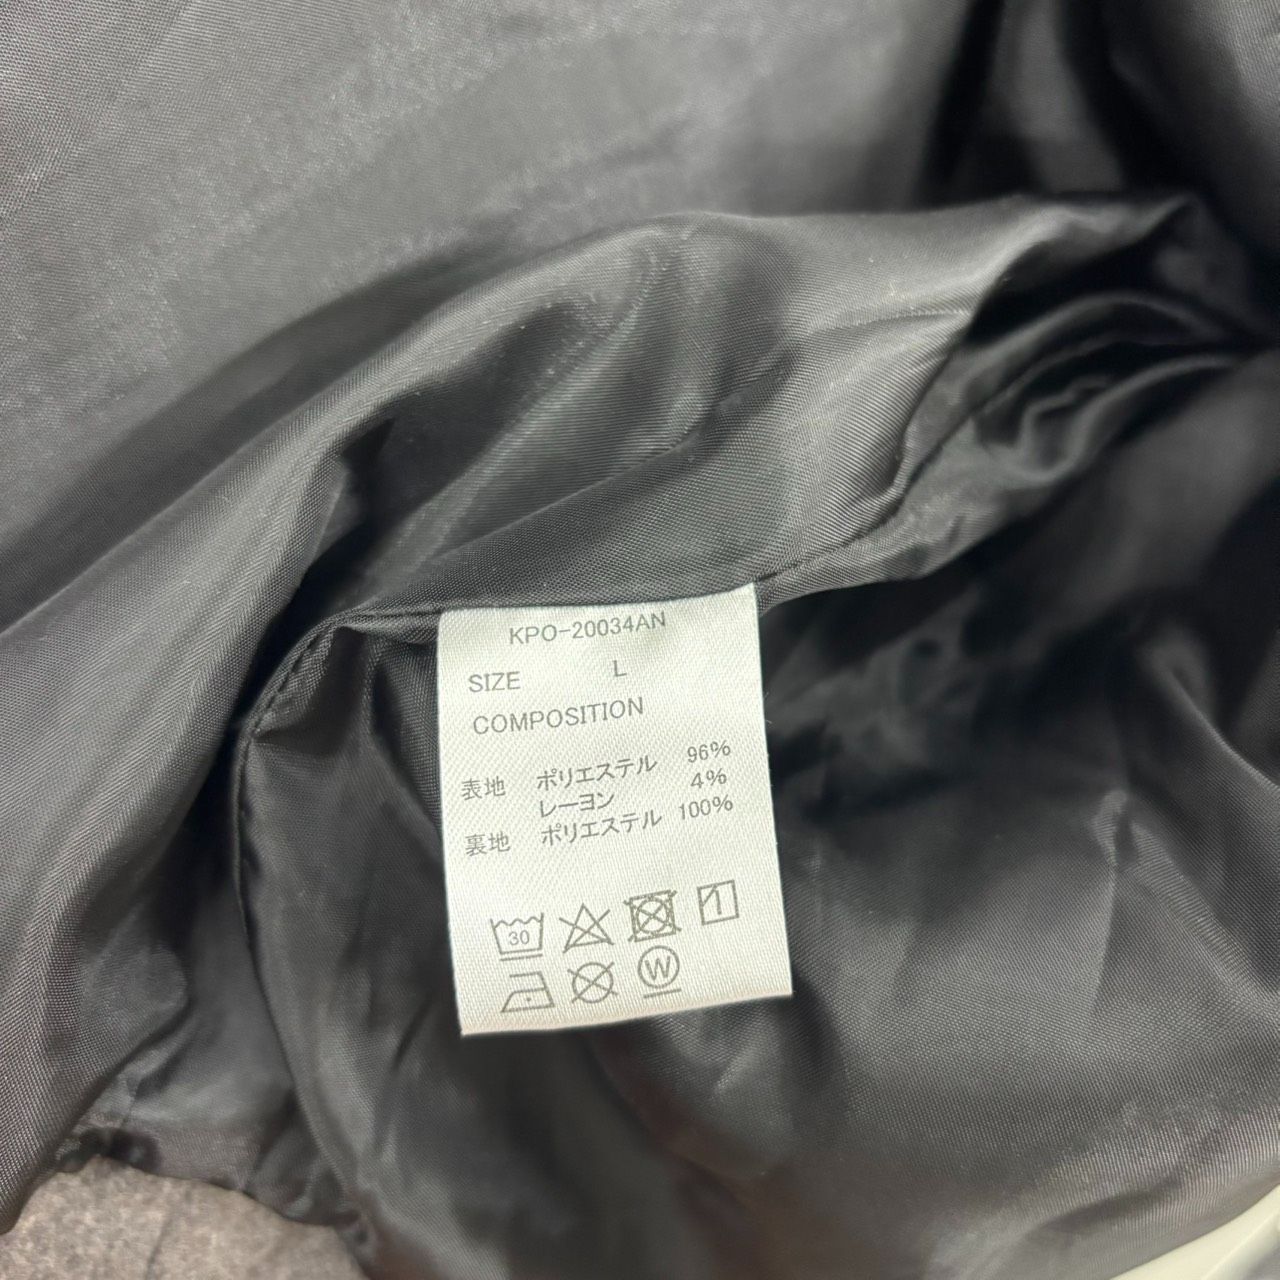 KPO-20034AN
SIZE L
COMPOSITION
表地 ポリエステル 96%
レーヨン 4%
裏地 ポリエステル 100%
30
W